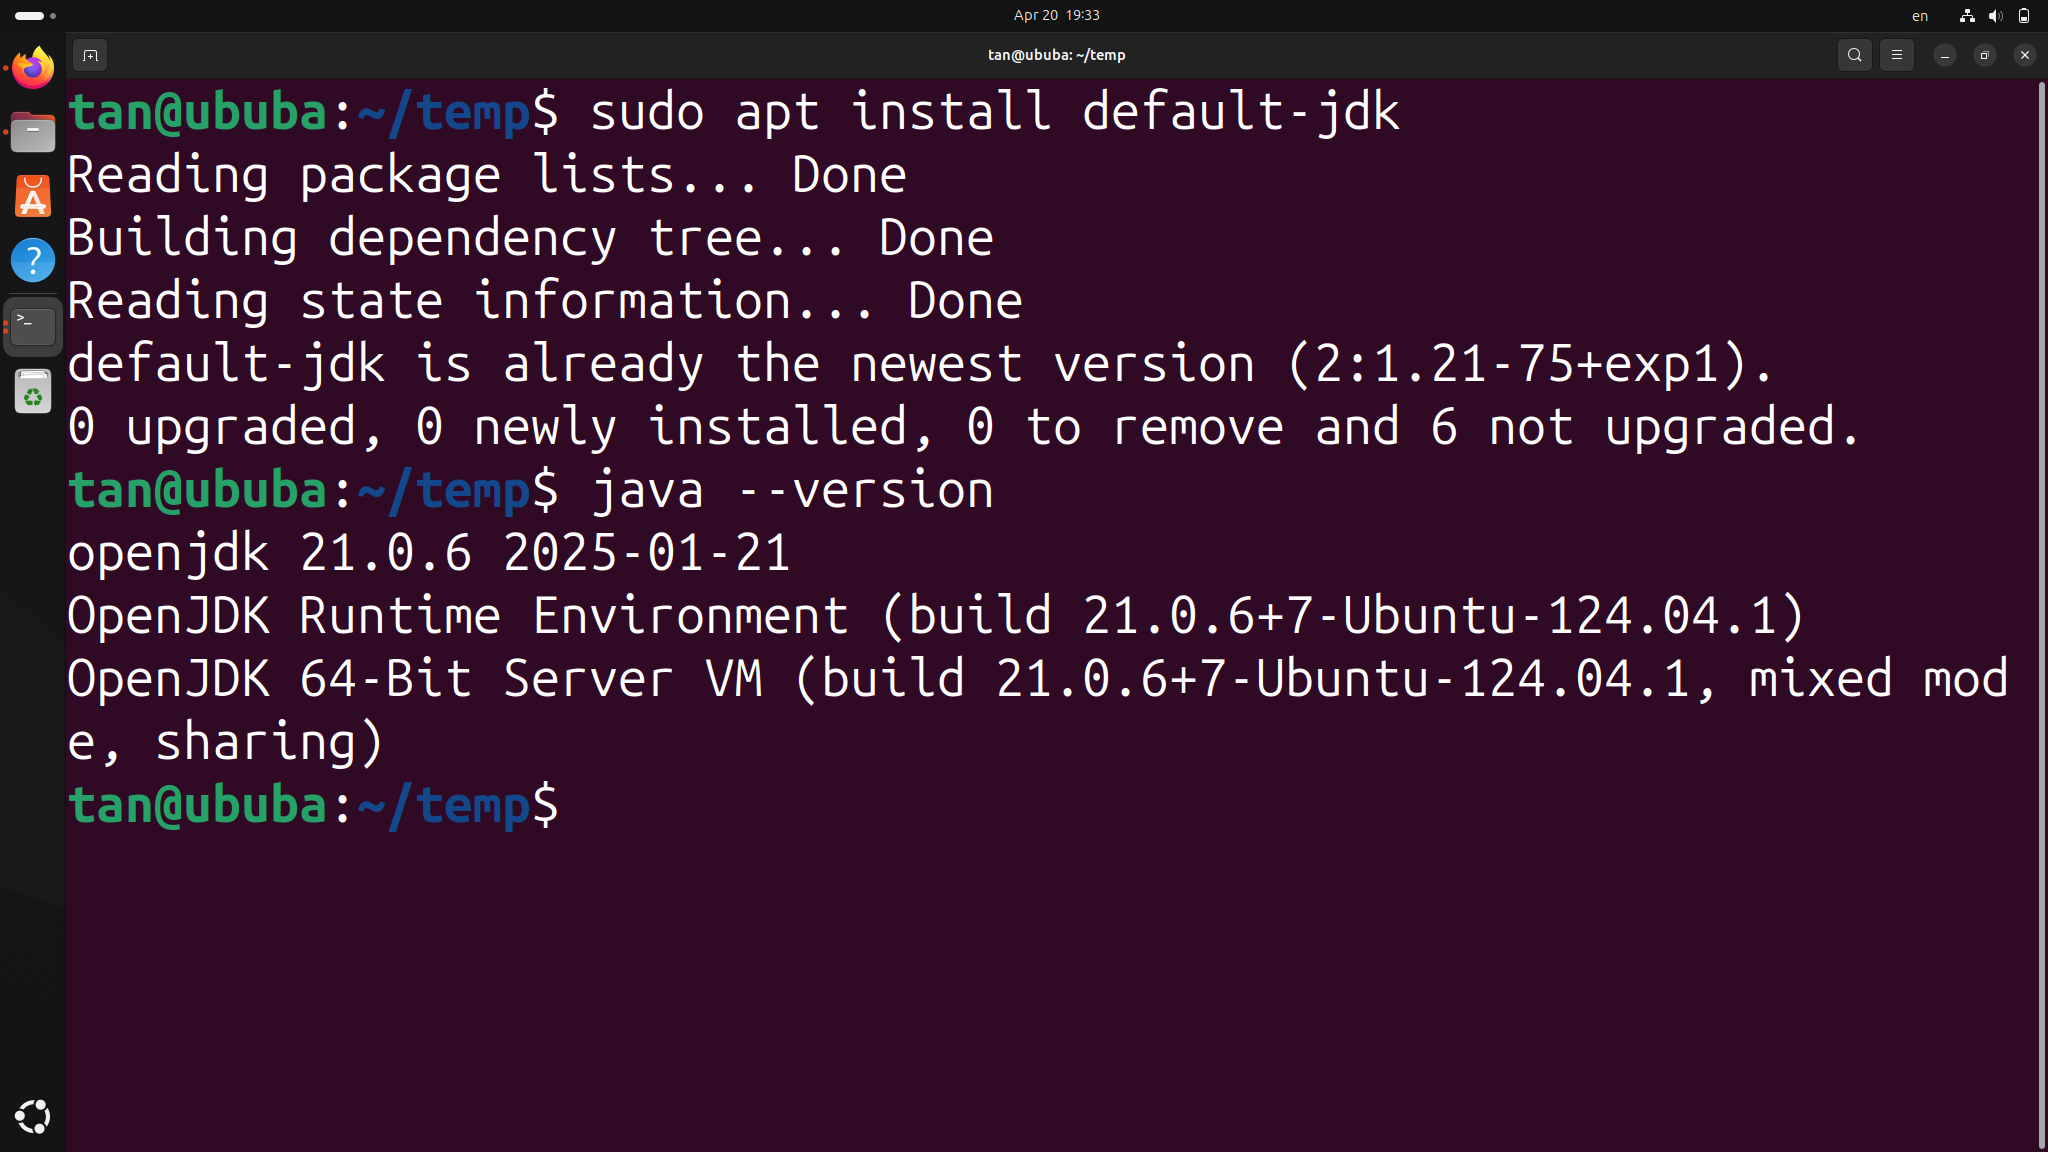 Apr 20 19:33
en
tan@ububa: ~/temp
tan@ububa:~/temp$ sudo apt install default-jdk
Reading package lists... Done
Building dependency tree... Done
Reading state information... Done
default-jdk is already the newest version (2:1.21-75+exp1).
0 upgraded, 0 newly installed, 0 to remove and 6 not upgraded.
tan@ububa:~/temp$ java --version
openjdk 21.0.6 2025-01-21
OpenJDK Runtime Environment (build 21.0.6+7-Ubuntu-124.04.1)
OpenJDK 64-Bit Server VM (build 21.0.6+7-Ubuntu-124.04.1, mixed mod
e, sharing)
tan@ububa:~/temp$